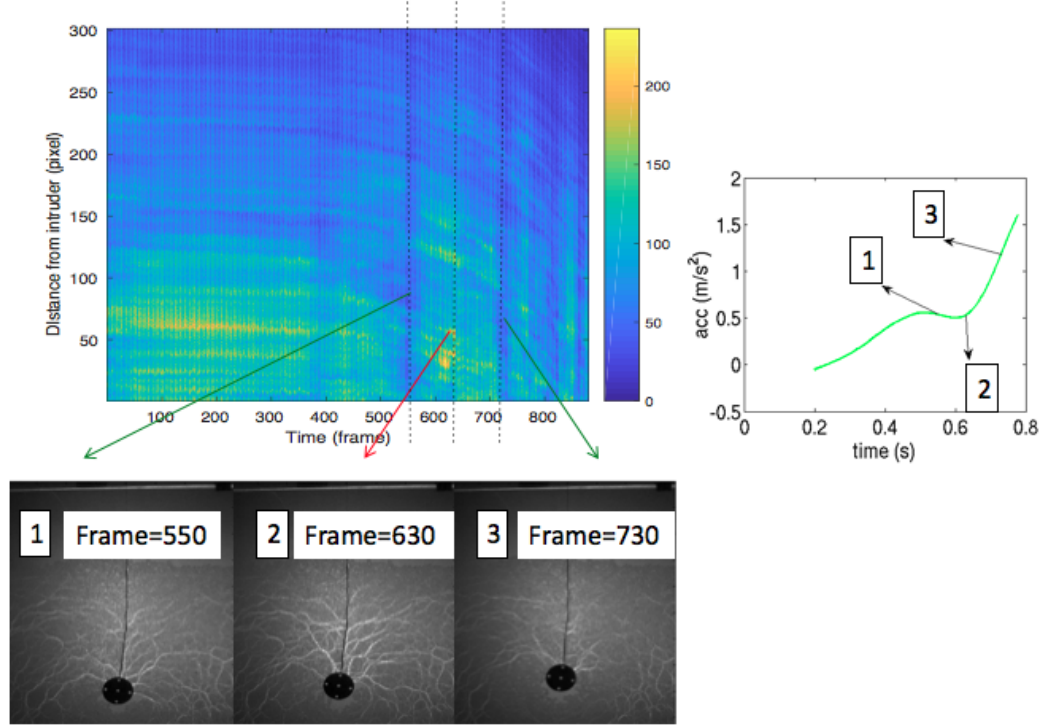 300
250
200
150
100
50
Distance from intruder (pixel)
100 200 300 400 500 600 700 800
Time (frame)
200
150
100
50
0
2
1.5
1
0.5
0
-0.5
acc (m/s²)
0 0.2 0.4 0.6 0.8
time (s)
1
2
3
1 Frame=550
2 Frame=630
3 Frame=730